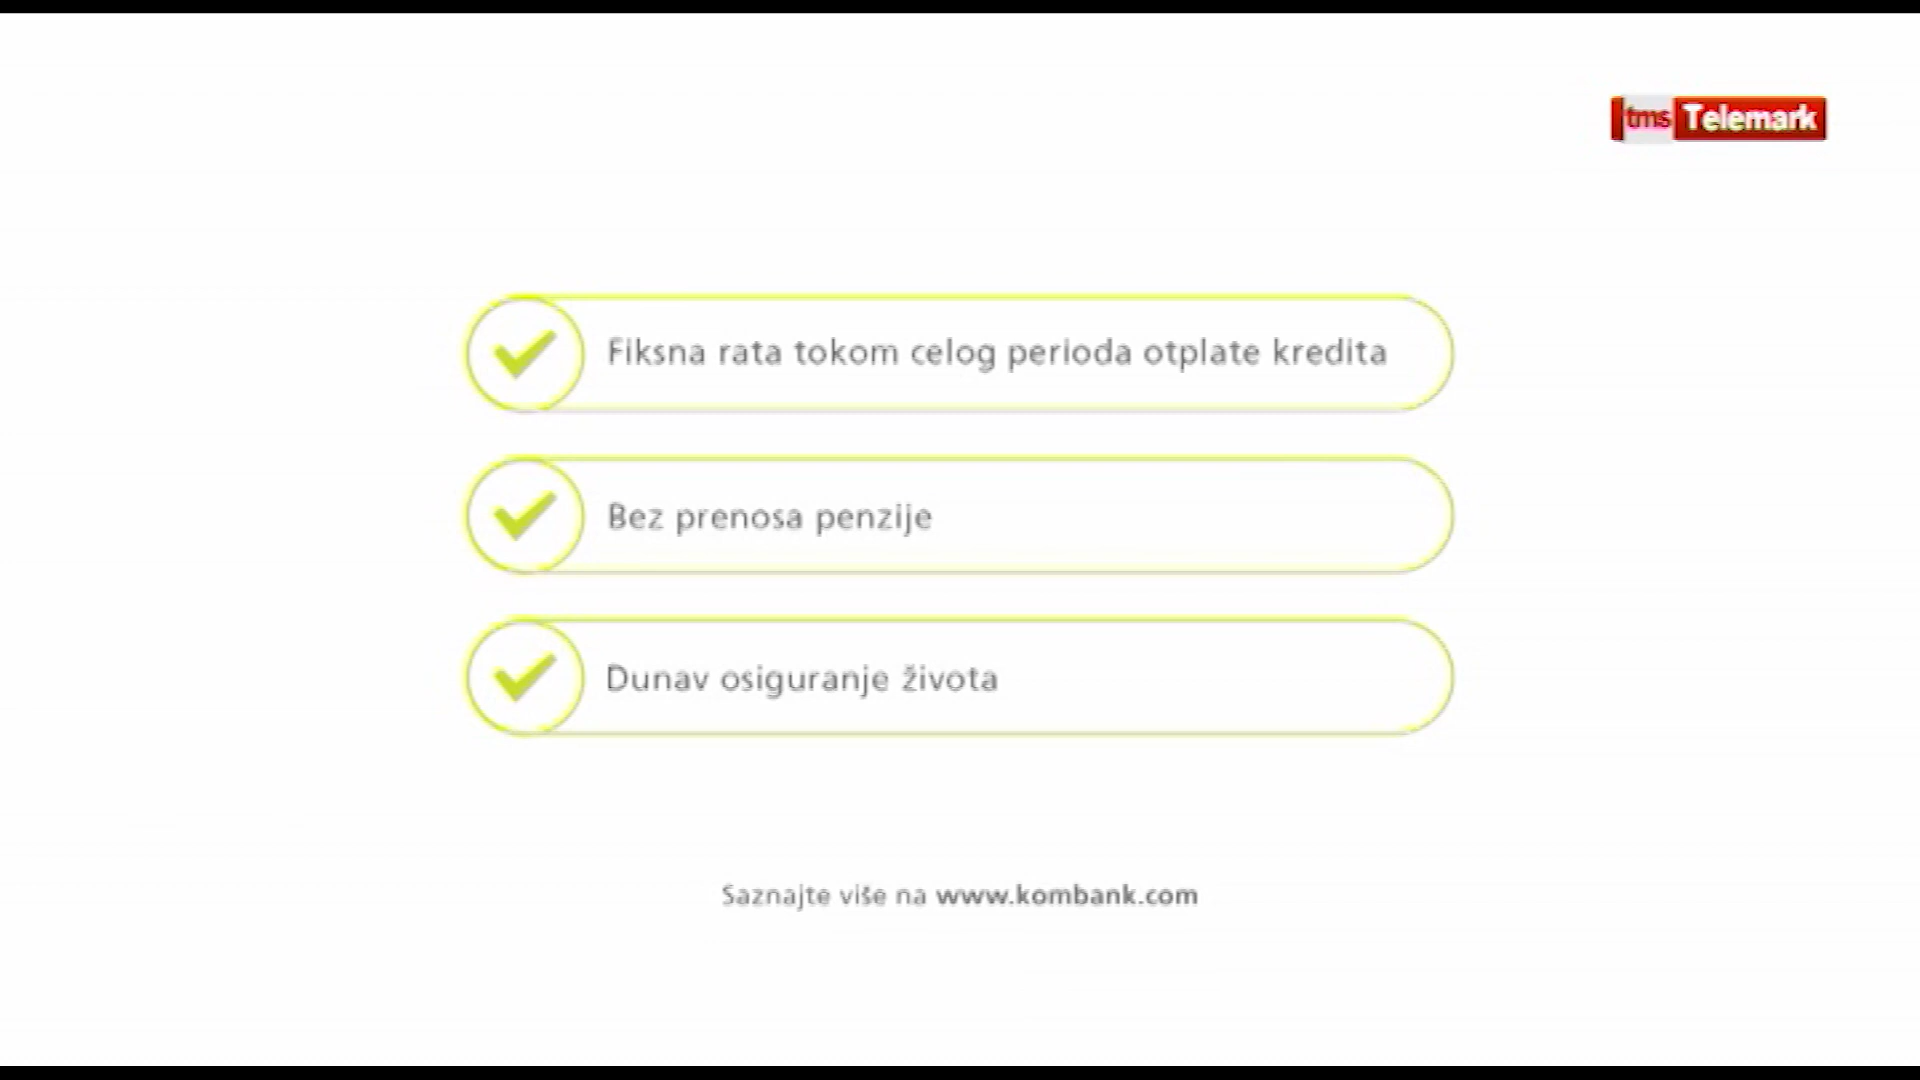 tms Telemark
Fiksna rata tokom celog perioda otplate kredita
Bez prenosa penzije
Dunav osiguranje života
Saznajte više na www.kombank.com